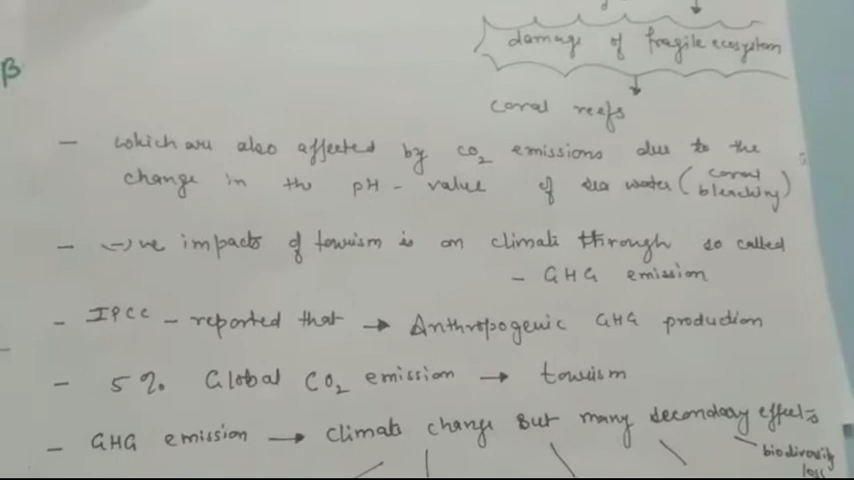 damage of fragile ecosystem
coral reefs
B
- which are also affected by CO2 emissions due to the
change in the pH - value of sea water (coral bleaching)
- (-)ve impacts of tourism is on climate through so called
- GHG emission
- IPCC - reported that → Anthropogenic GHG production
- 5% Global CO2 emission → tourism
- GHG emission → climate change But many secondary effects
biodiversity
loss